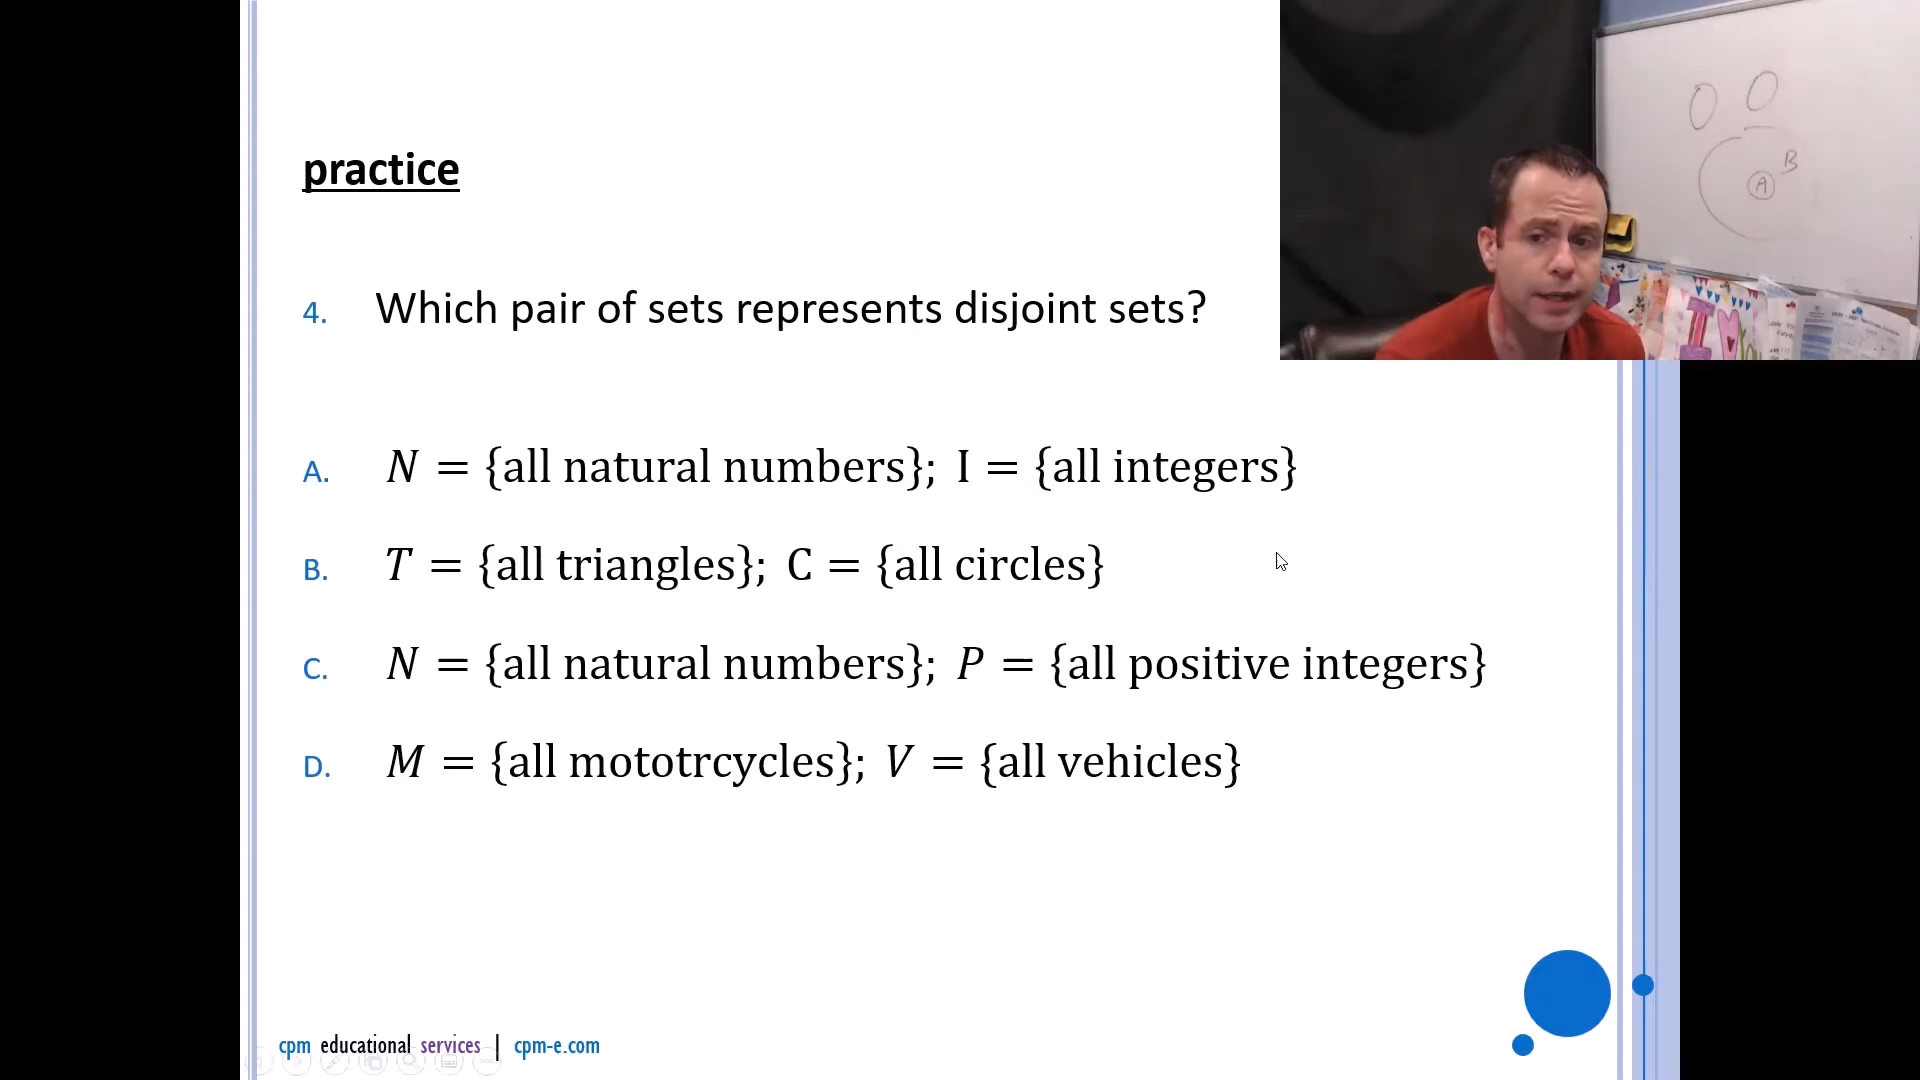 practice
4. Which pair of sets represents disjoint sets?
A. N = {all natural numbers}; I = {all integers}
B. T = {all triangles}; C = {all circles}
C. N = {all natural numbers}; P = {all positive integers}
D. M = {all mototrcycles}; V = {all vehicles}
cpm educational services | cpm-e.com
B
A
I
You